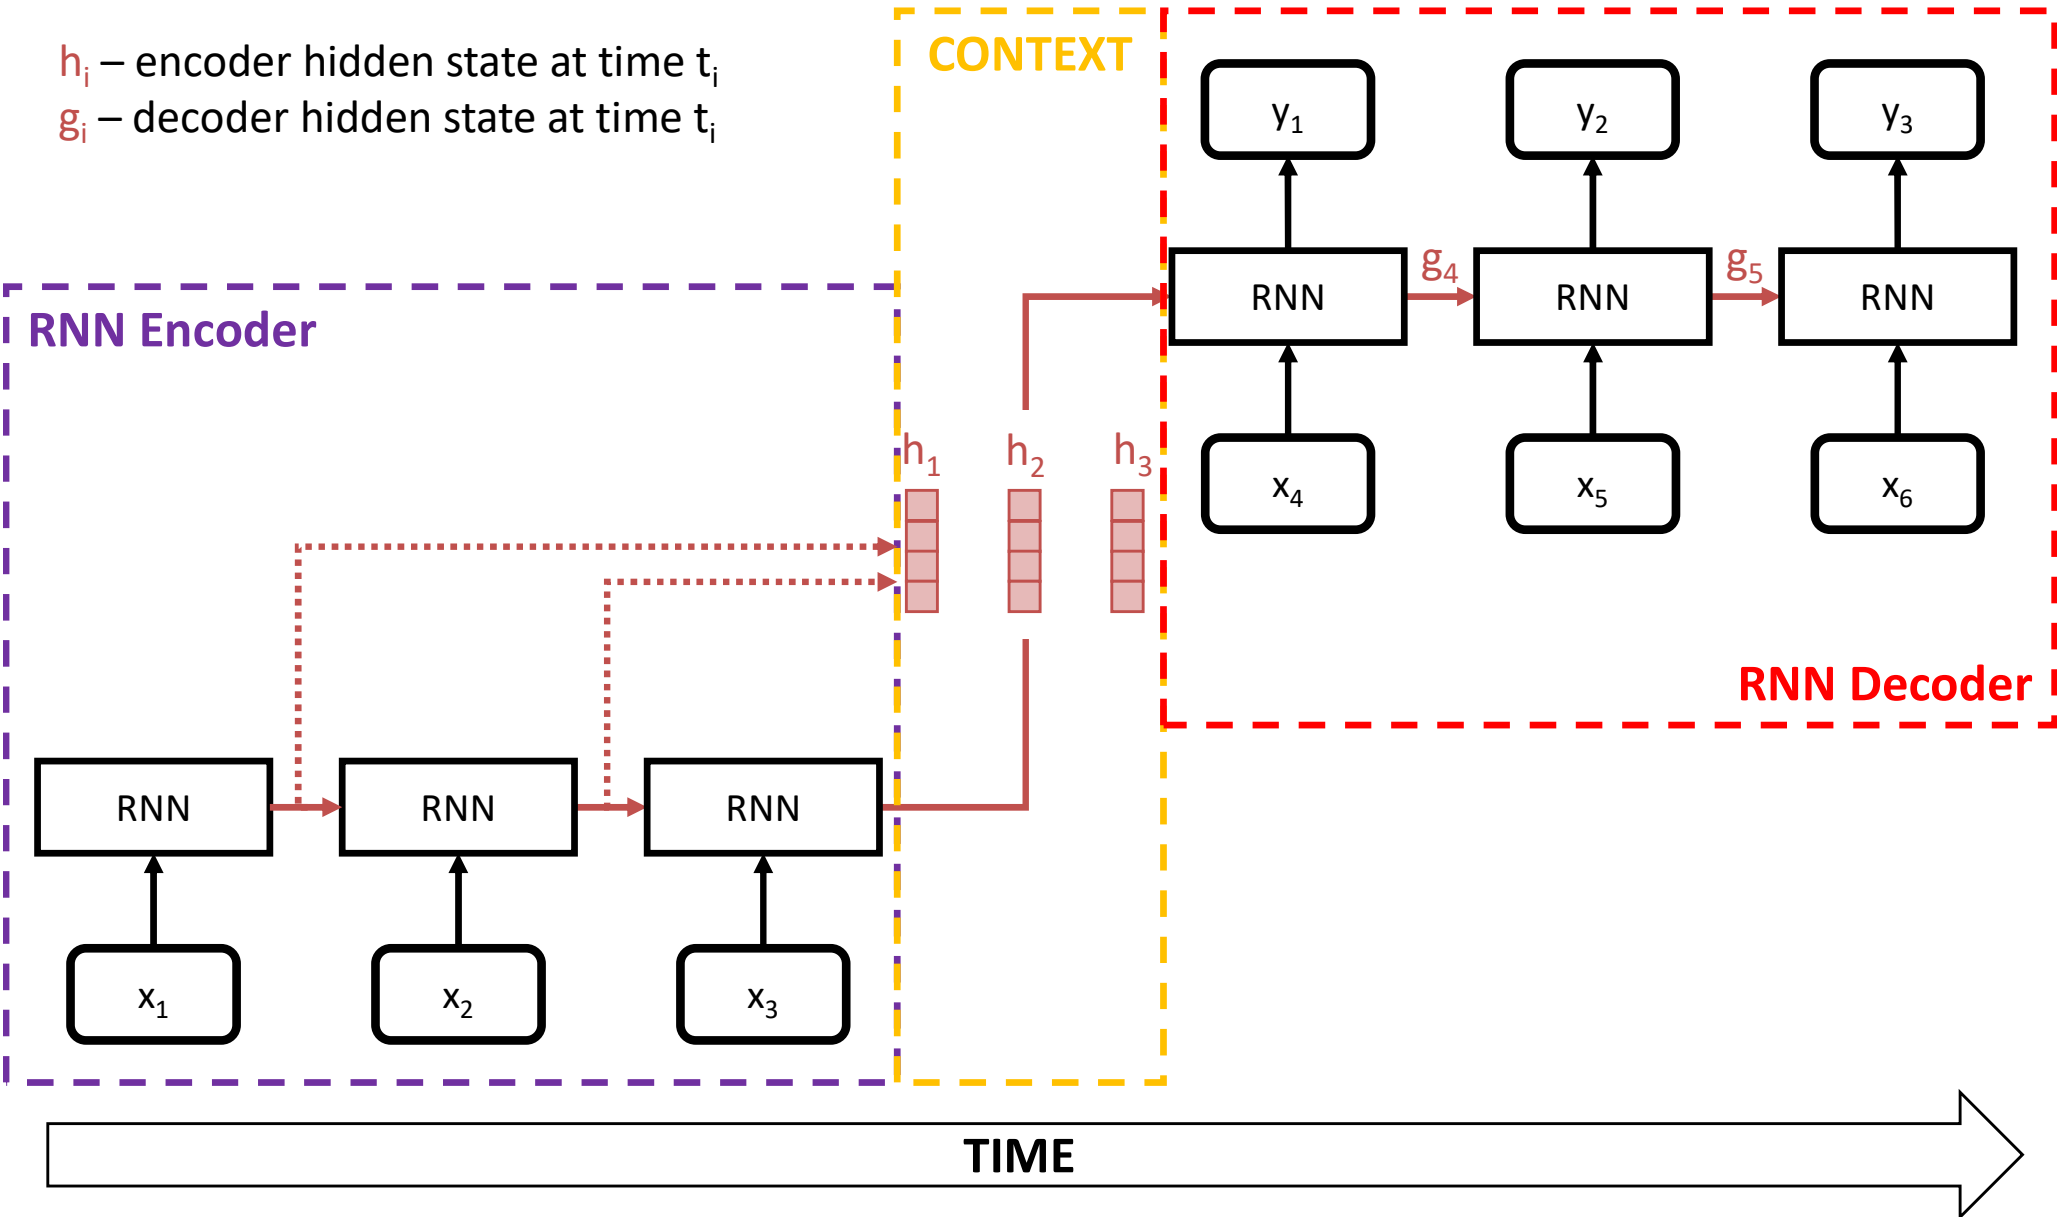 hᵢ – encoder hidden state at time tᵢ
gᵢ – decoder hidden state at time tᵢ
CONTEXT
y₁ y₂ y₃
g₄ g₅
RNN RNN RNN
RNN Encoder
h₁ h₂ h₃
x₄ x₅ x₆
RNN Decoder
RNN RNN RNN
x₁ x₂ x₃
TIME